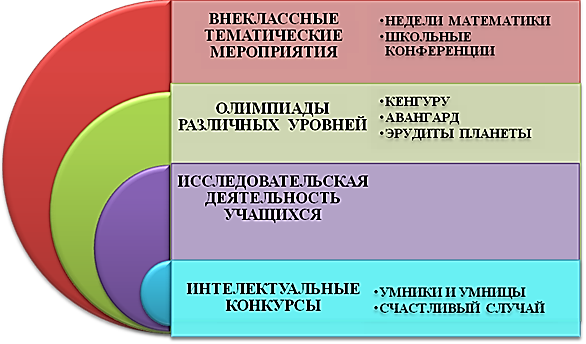 ВНЕКЛАССНЫЕ
ТЕМАТИЧЕСКИЕ
МЕРОПРИЯТИЯ
•НЕДЕЛИ МАТЕМАТИКИ
•ШКОЛЬНЫЕ
КОНФЕРЕНЦИИ
ОЛИМПИАДЫ
РАЗЛИЧНЫХ УРОВНЕЙ
•КЕНГУРУ
•АВАНГАРД
•ЭРУДИТЫ ПЛАНЕТЫ
ИССЛЕДОВАТЕЛЬСКАЯ
ДЕЯТЕЛЬНОСТЬ
УЧАЩИХСЯ
ИНТЕЛЕКТУАЛЬНЫЕ
КОНКУРСЫ
•УМНИКИ И УМНИЦЫ
•СЧАСТЛИВЫЙ СЛУЧАЙ